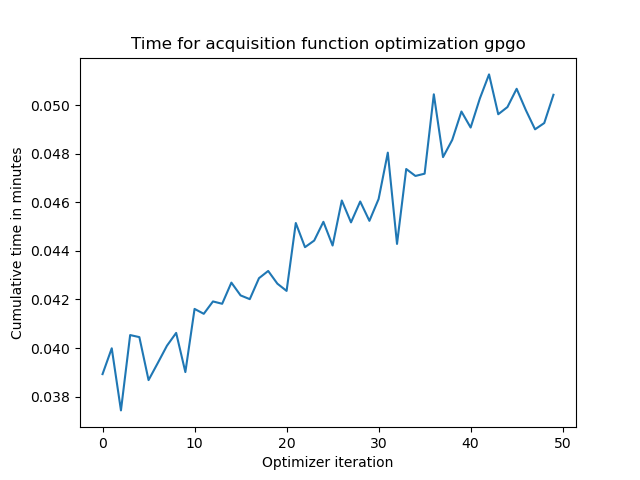 Time for acquisition function optimization gpgo
Cumulative time in minutes
0.050
0.048
0.046
0.044
0.042
0.040
0.038
0 10 20 30 40 50
Optimizer iteration